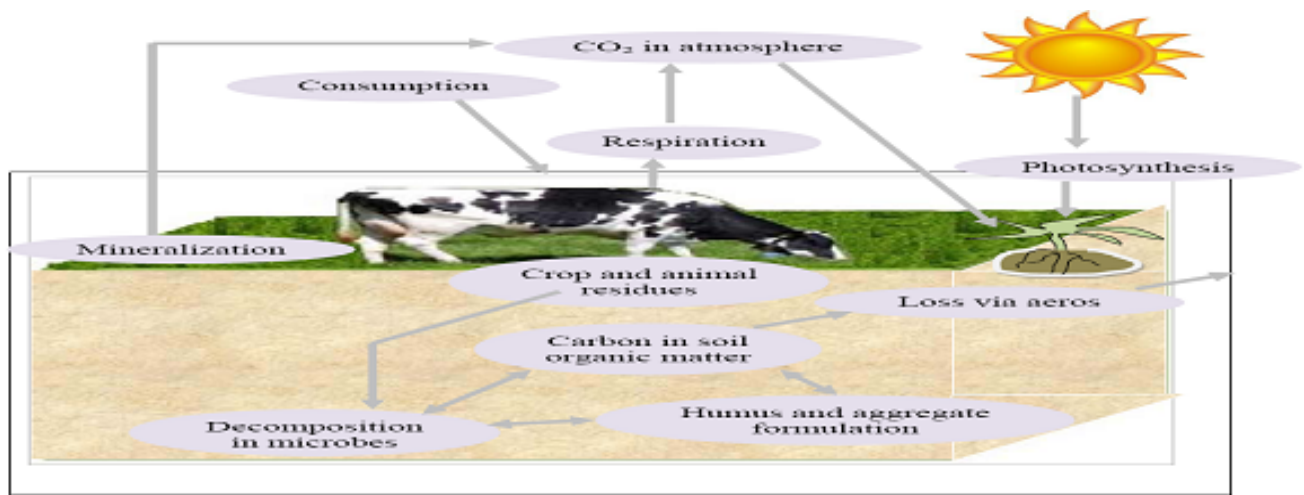 CO₂ in atmosphere
Consumption
Respiration
Photosynthesis
Mineralization
Crop and animal
residues
Loss via aeros
Carbon in soil
organic matter
Humus and aggregate
formulation
Decomposition
in microbes